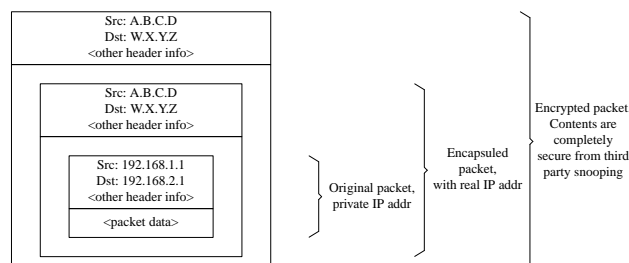 Src: A.B.C.D
Dst: W.X.Y.Z
<other header info>
Src: A.B.C.D
Dst: W.X.Y.Z
<other header info>
Src: 192.168.1.1
Dst: 192.168.2.1
<other header info>
<packet data>
Original packet,
private IP addr
Encapsuled
packet,
with real IP addr
Encrypted packet
Contents are
completely
secure from third
party snooping